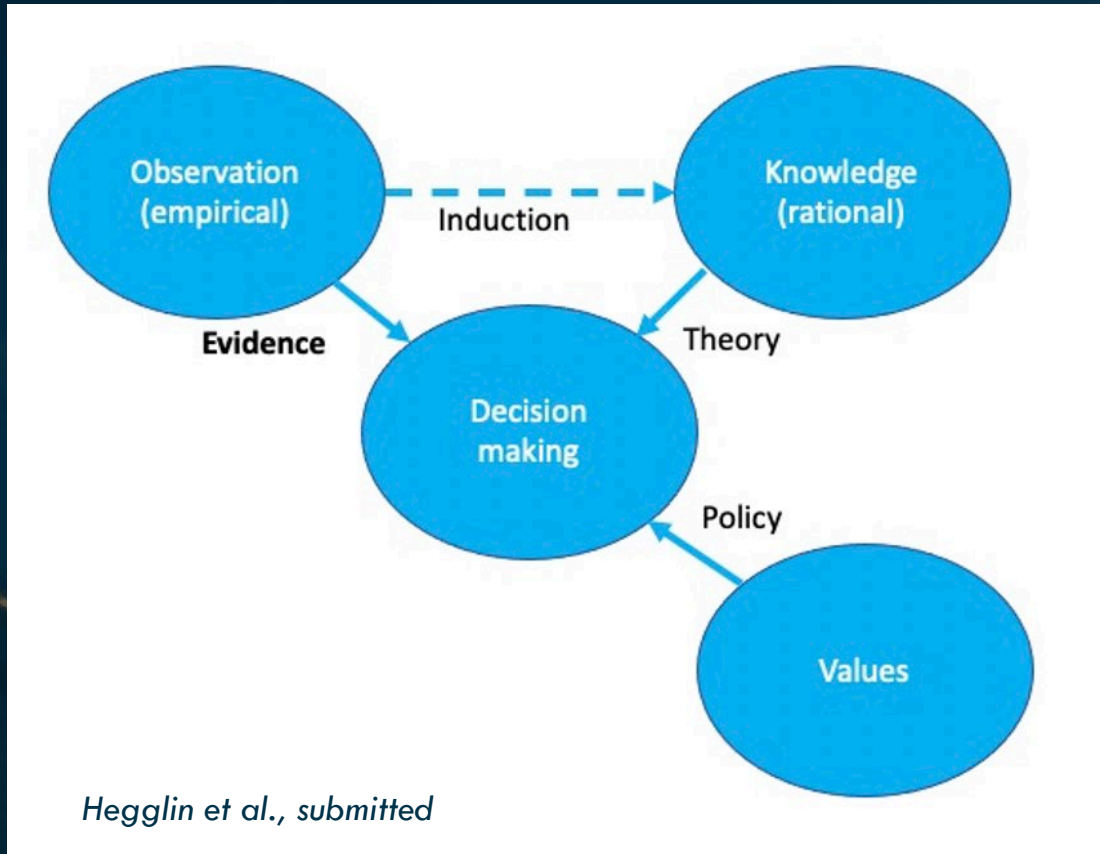 Observation
(empirical)
Knowledge
(rational)
Induction
Evidence
Theory
Decision
making
Policy
Values
Hegglin et al., submitted